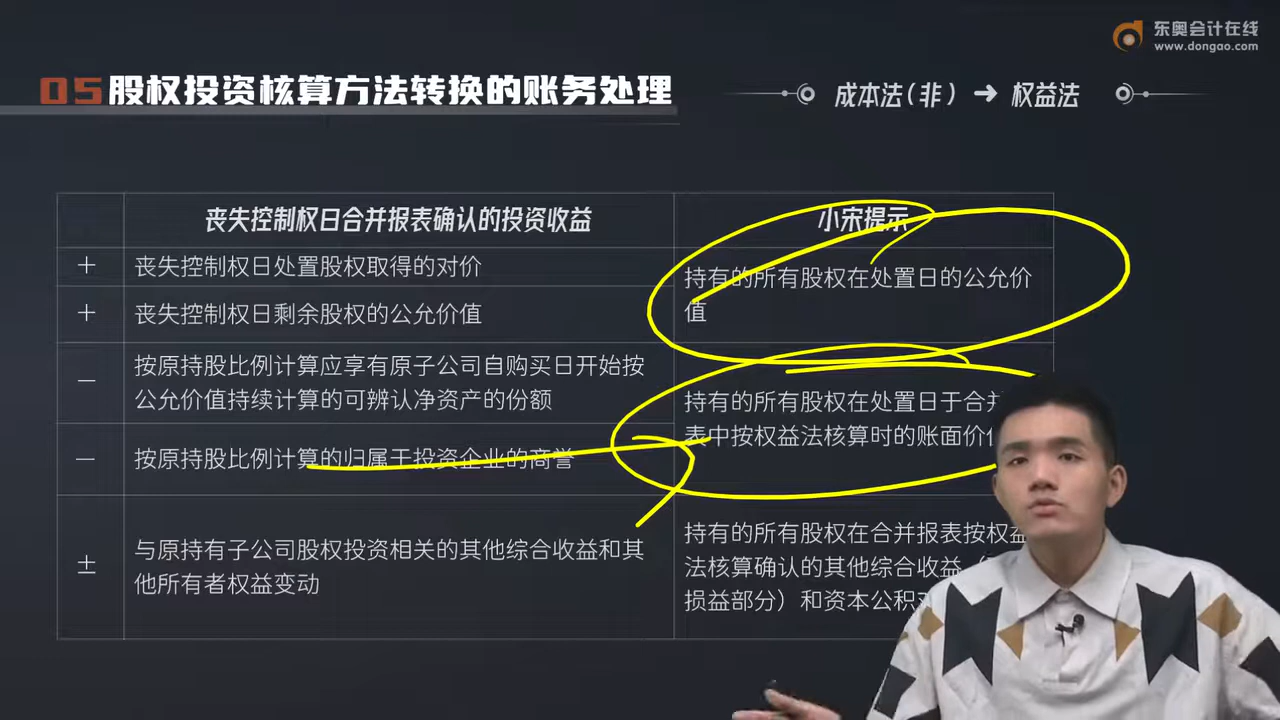 东奥会计在线
www.dongao.com
05 股权投资核算方法转换的账务处理
成本法(非) → 权益法
丧失控制权日合并报表确认的投资收益
小宋提示
+
丧失控制权日处置股权取得的对价
持有的所有股权在处置日的公允价
值
+
丧失控制权日剩余股权的公允价值
—
按原持股比例计算应享有原子公司自购买日开始按
公允价值持续计算的可辨认净资产的份额
持有的所有股权在处置日于合并
表中按权益法核算时的账面价
—
按原持股比例计算的归属于投资企业的商誉
±
与原持有子公司股权投资相关的其他综合收益和其
他所有者权益变动
持有的所有股权在合并报表按权益
法核算确认的其他综合收益
损益部分）和资本公积